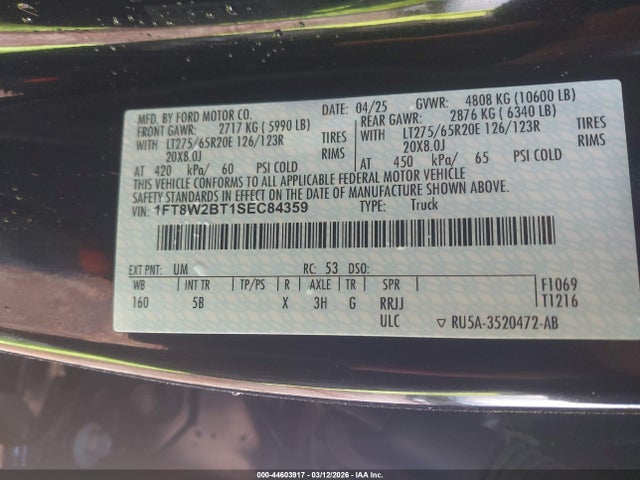 MFD. BY FORD MOTOR CO.
FRONT GAWR: 2717 KG ( 5990 LB)
WITH LT275/65R20E 126/123R TIRES
20X8.0J RIMS
AT 420 kPa/ 60 PSI COLD
04/25 GVWR: 4808 KG (10600 LB)
REAR GAWR: 2876 KG ( 6340 LB)
WITH LT275/65R20E 126/123R TIRES
20X8.0J RIMS
AT 450 kPa/ 65 PSI COLD
THIS VEHICLE CONFORMS TO ALL APPLICABLE FEDERAL MOTOR VEHICLE
SAFETY STANDARDS IN EFFECT ON THE DATE OF MANUFACTURE SHOWN ABOVE.
VIN: 1FT8W2BT1SEC84359 TYPE: Truck
EXT PNT: UM RC: 53 DSO:
WB INT TR TP/PS R AXLE TR SPR F1069
160 5B X 3H G RRJJ T1216
ULC ▽ RU5A-3520472-AB
000-44603917 - 03/12/2026 - IAA Inc.